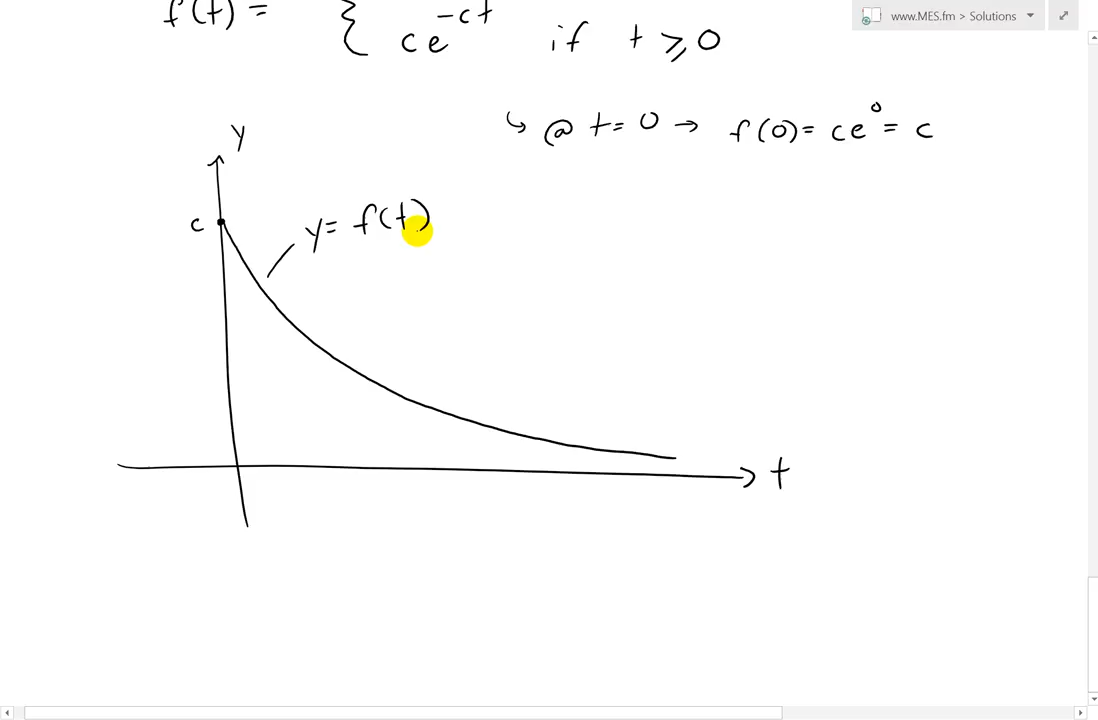 www.MES.fm > Solutions
f(t) = {
ce^{-ct} if t ⩾ 0
↳ @ t = 0 → f(0) = ce^0 = c
y
c
y = f(t)
t